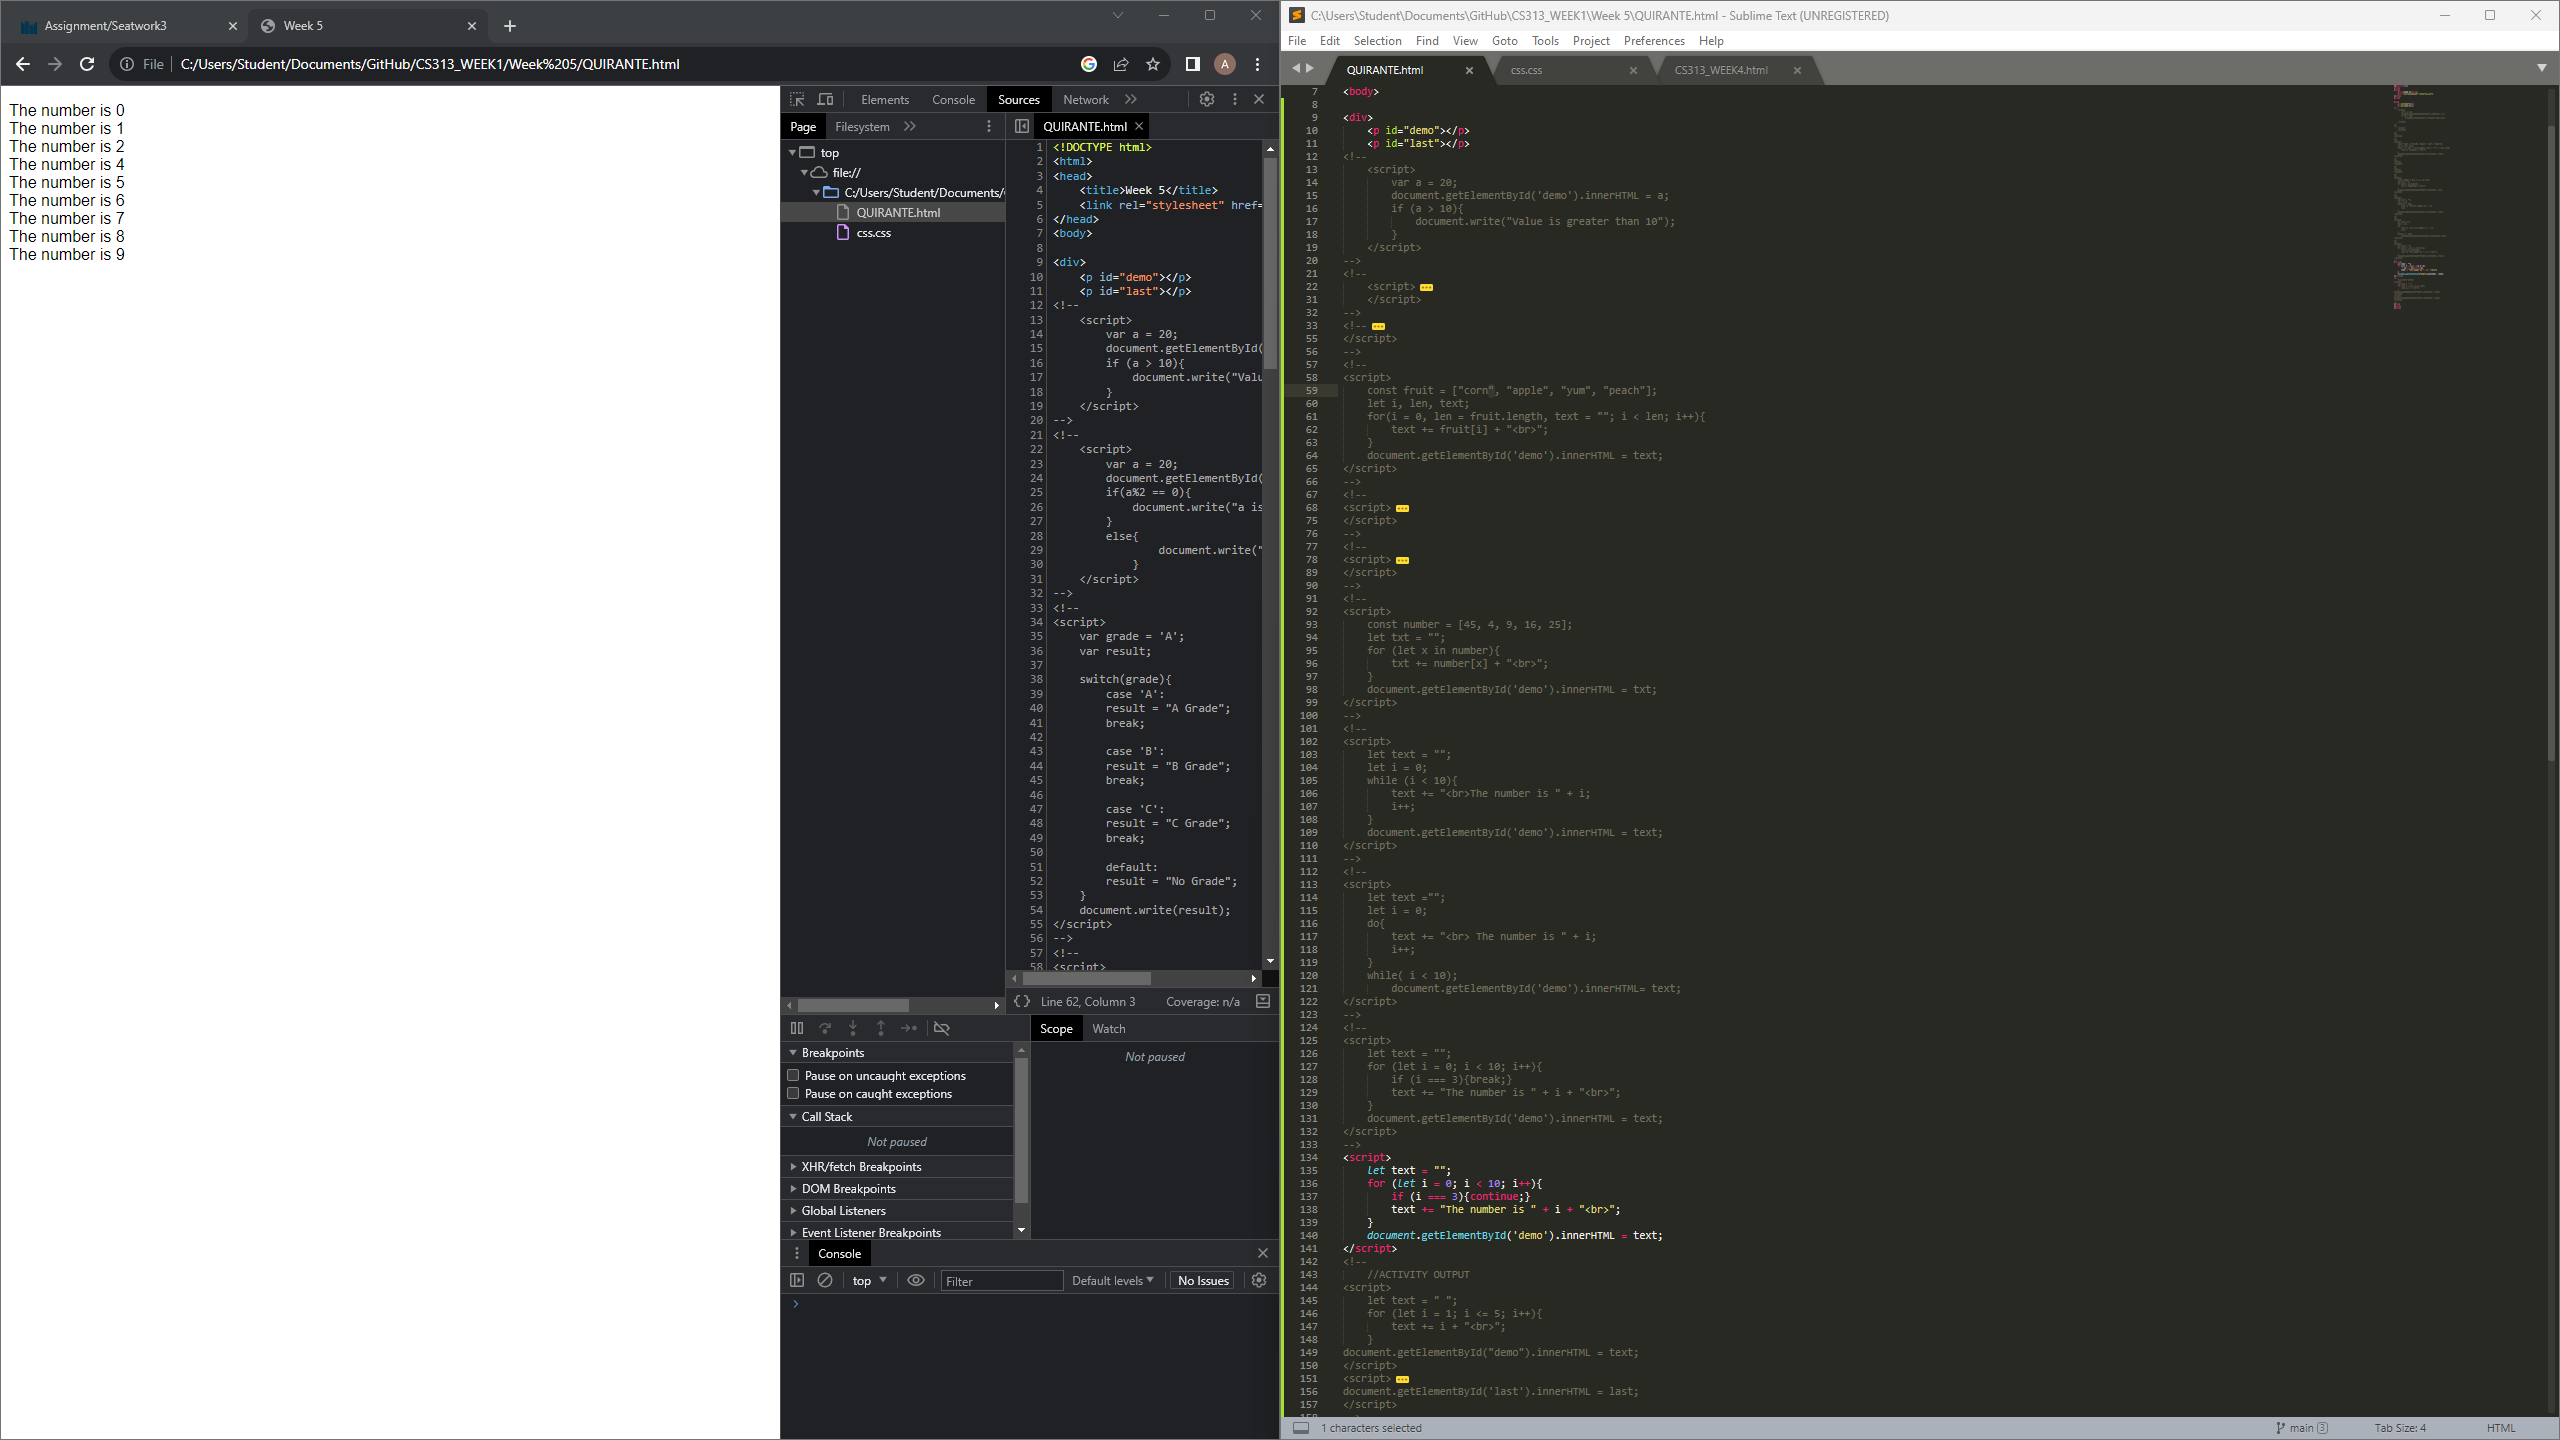 Assignment/Seatwork3
Week 5
File
C:/Users/Student/Documents/GitHub/CS313_WEEK1/Week%205/QUIRANTE.html
A
The number is 0
The number is 1
The number is 2
The number is 4
The number is 5
The number is 6
The number is 7
The number is 8
The number is 9
Elements Console Sources Network
Page Filesystem
top
file://
C:/Users/Student/Documents/
QUIRANTE.html
css.css
QUIRANTE.html
1 <!DOCTYPE html>
2 <html>
3 <head>
4 <title>Week 5</title>
5 <link rel="stylesheet" href=
6 </head>
7 <body>
8
9 <div>
10 <p id="demo"></p>
11 <p id="last"></p>
12 <!--
13 <script>
14 var a = 20;
15 document.getElementById(
16 if (a > 10){
17 document.write("Valu
18 }
19 </script>
20 -->
21 <!--
22 <script>
23 var a = 20;
24 document.getElementById(
25 if(a%2 == 0){
26 document.write("a is
27 }
28 else{
29 document.write("
30 }
31 </script>
32 -->
33 <!--
34 <script>
35 var grade = 'A';
36 var result;
37
38 switch(grade){
39 case 'A':
40 result = "A Grade";
41 break;
42
43 case 'B':
44 result = "B Grade";
45 break;
46
47 case 'C':
48 result = "C Grade";
49 break;
50
51 default:
52 result = "No Grade";
53 }
54 document.write(result);
55 </script>
56 -->
57 <!--
58 <script>
Line 62, Column 3
Coverage: n/a
Breakpoints
Pause on uncaught exceptions
Pause on caught exceptions
Call Stack
Not paused
XHR/fetch Breakpoints
DOM Breakpoints
Global Listeners
Event Listener Breakpoints
Scope Watch
Not paused
Console
top
Filter
Default levels
No Issues
C:\Users\Student\Documents\GitHub\CS313_WEEK1\Week 5\QUIRANTE.html - Sublime Text (UNREGISTERED)
File Edit Selection Find View Goto Tools Project Preferences Help
QUIRANTE.html
css.css
CS313_WEEK4.html
7 <body>
8
9 <div>
10 <p id="demo"></p>
11 <p id="last"></p>
12 <!--
13 <script>
14 var a = 20;
15 document.getElementById('demo').innerHTML = a;
16 if (a > 10){
17 document.write("Value is greater than 10");
18 }
19 </script>
20 -->
21 <!--
22 <script>
31 </script>
32 -->
33 <!--
55 </script>
56 -->
57 <!--
58 <script>
59 const fruit = ["corn", "apple", "yum", "peach"];
60 let i, len, text;
61 for(i = 0, len = fruit.length, text = ""; i < len; i++){
62 text += fruit[i] + "<br>";
63 }
64 document.getElementById('demo').innerHTML = text;
65 </script>
66 -->
67 <!--
68 <script>
75 </script>
76 -->
77 <!--
78 <script>
89 </script>
90 -->
91 <!--
92 <script>
93 const number = [45, 4, 9, 16, 25];
94 let txt = "";
95 for (let x in number){
96 txt += number[x] + "<br>";
97 }
98 document.getElementById('demo').innerHTML = txt;
99 </script>
100 -->
101 <!--
102 <script>
103 let text = "";
104 let i = 0;
105 while (i < 10){
106 text += "<br>The number is " + i;
107 i++;
108 }
109 document.getElementById('demo').innerHTML = text;
110 </script>
111 -->
112 <!--
113 <script>
114 let text ="";
115 let i = 0;
116 do{
117 text += "<br> The number is " + i;
118 i++;
119 }
120 while( i < 10);
121 document.getElementById('demo').innerHTML= text;
122 </script>
123 -->
124 <!--
125 <script>
126 let text = "";
127 for (let i = 0; i < 10; i++){
128 if (i === 3){break;}
129 text += "The number is " + i + "<br>";
130 }
131 document.getElementById('demo').innerHTML = text;
132 </script>
133 -->
134 <script>
135 let text = "";
136 for (let i = 0; i < 10; i++){
137 if (i === 3){continue;}
138 text += "The number is " + i + "<br>";
139 }
140 document.getElementById('demo').innerHTML = text;
141 </script>
142 <!--
143 //ACTIVITY OUTPUT
144 <script>
145 let text = " ";
146 for (let i = 1; i <= 5; i++){
147 text += i + "<br>";
148 }
149 document.getElementById("demo").innerHTML = text;
150 </script>
151 <script>
156 document.getElementById('last').innerHTML = last;
157 </script>
1 characters selected
main 3
Tab Size: 4
HTML